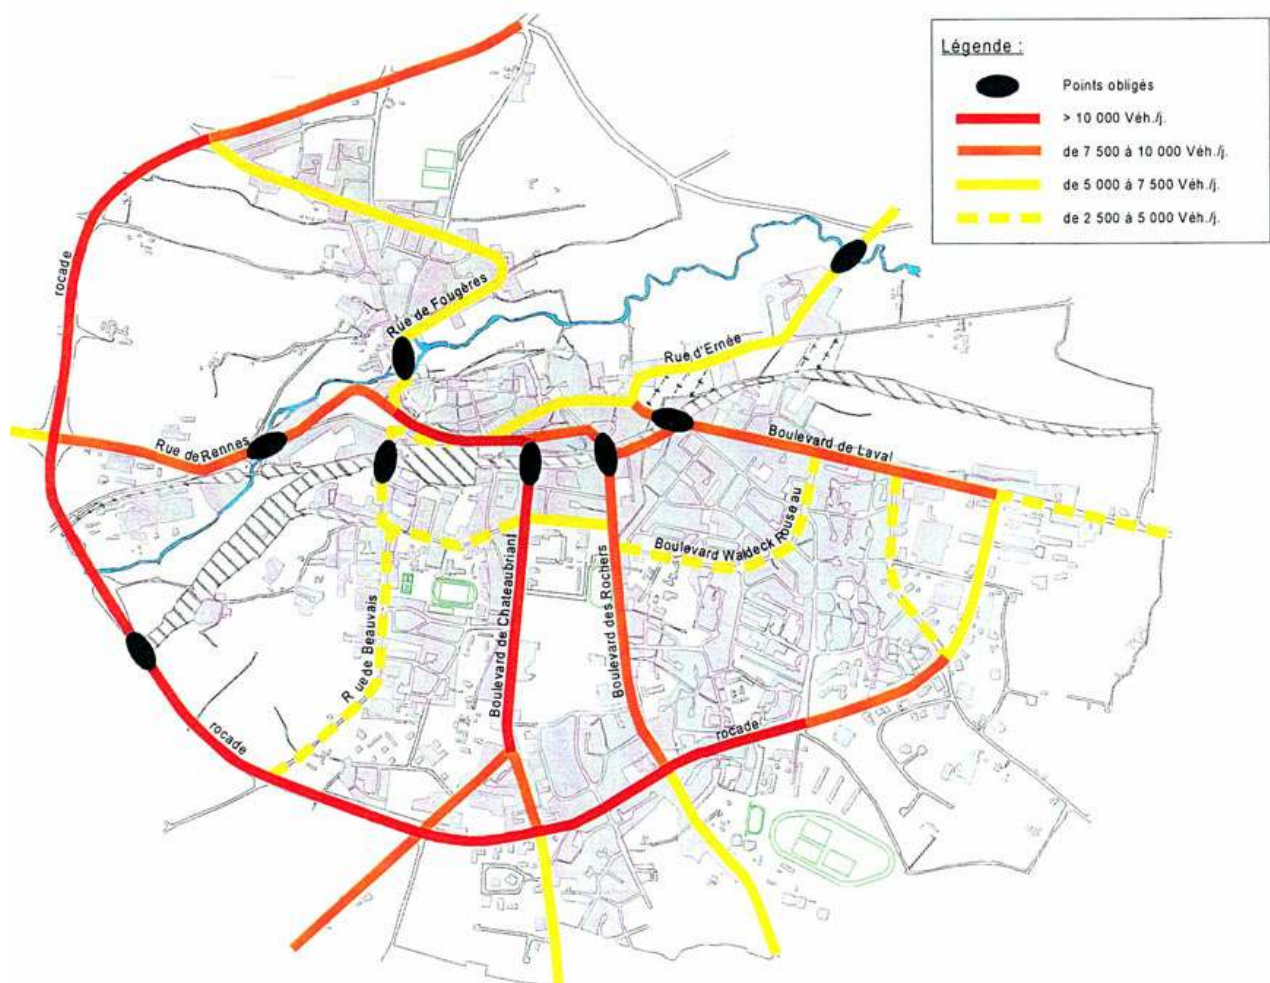 Légende :
Points obligés
> 10 000 Véh./j.
de 7 500 à 10 000 Véh./j.
de 5 000 à 7 500 Véh./j.
de 2 500 à 5 000 Véh./j.
rocade
Rue de Fougères
Rue d'Ernée
Rue de Rennes
Boulevard de Laval
Boulevard Waldeck Rouseau
Rue de Beauvais
Boulevard de Chateaubriant
Boulevard des Rochers
rocade
rocade